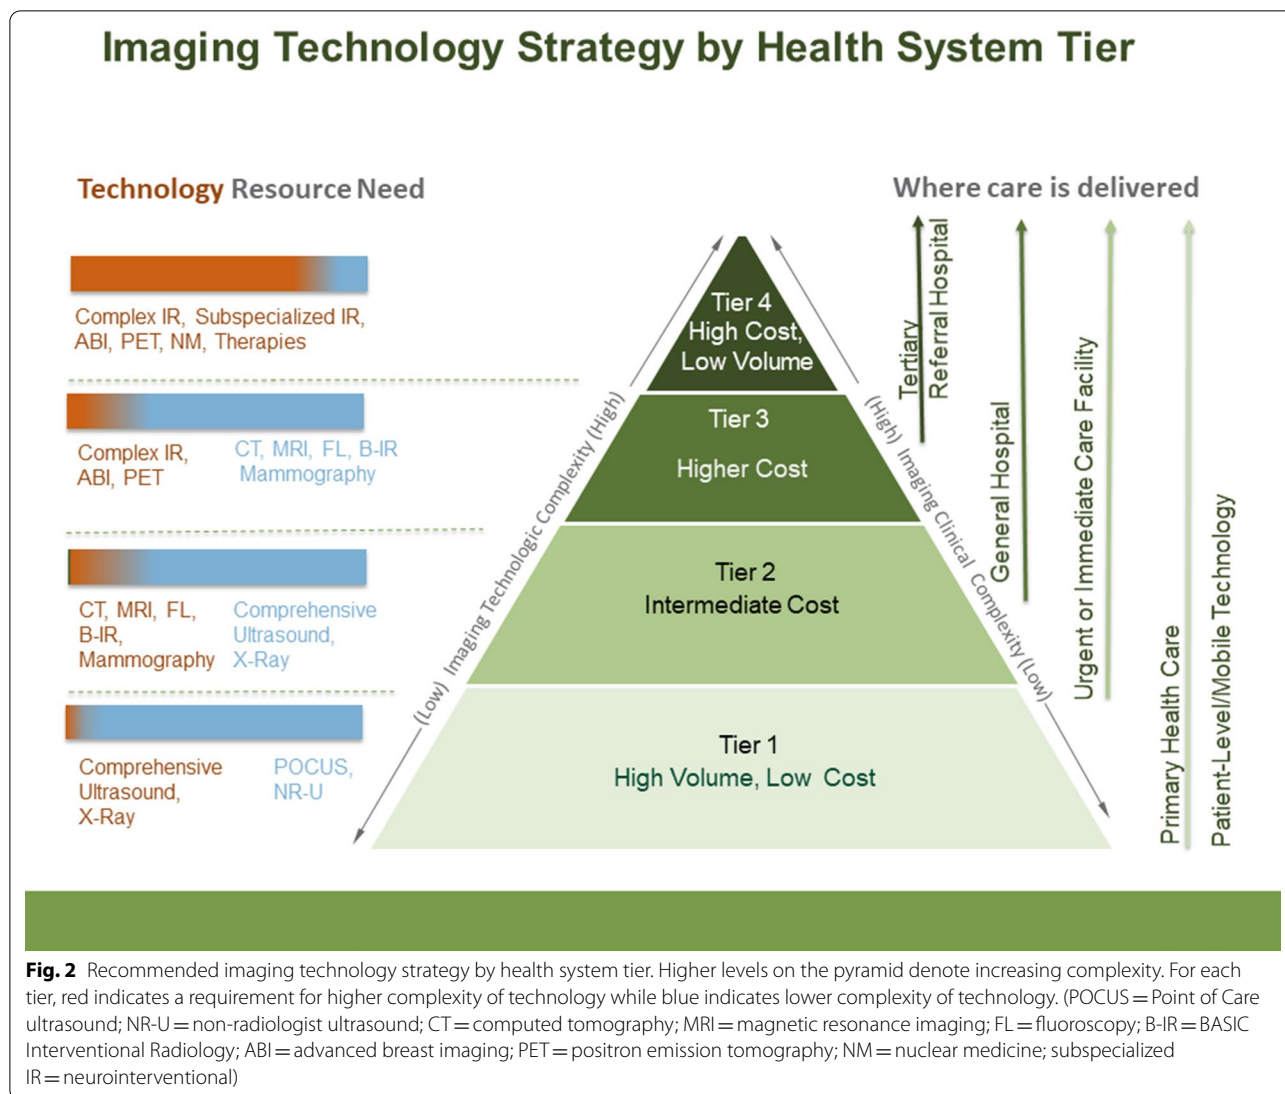 Imaging Technology Strategy by Health System Tier
Technology Resource Need
Where care is delivered
Complex IR, Subspecialized IR,
ABI, PET, NM, Therapies
Complex IR,
ABI, PET
CT, MRI, FL, B-IR
Mammography
CT, MRI, FL,
B-IR,
Mammography
Comprehensive
Ultrasound,
X-Ray
Comprehensive
Ultrasound,
X-Ray
POCUS,
NR-U
(Low) Imaging Technologic Complexity (High)
Tier 4
High Cost,
Low Volume
Tier 3
Higher Cost
Tier 2
Intermediate Cost
Tier 1
High Volume, Low Cost
(High) Imaging Clinical Complexity (Low)
Tertiary
Referral Hospital
General Hospital
Urgent or Immediate Care Facility
Primary Health Care
Patient-Level/Mobile Technology
Fig. 2 Recommended imaging technology strategy by health system tier. Higher levels on the pyramid denote increasing complexity. For each
tier, red indicates a requirement for higher complexity of technology while blue indicates lower complexity of technology. (POCUS = Point of Care
ultrasound; NR-U = non-radiologist ultrasound; CT = computed tomography; MRI = magnetic resonance imaging; FL = fluoroscopy; B-IR = BASIC
Interventional Radiology; ABI = advanced breast imaging; PET = positron emission tomography; NM = nuclear medicine; subspecialized
IR = neurointerventional)